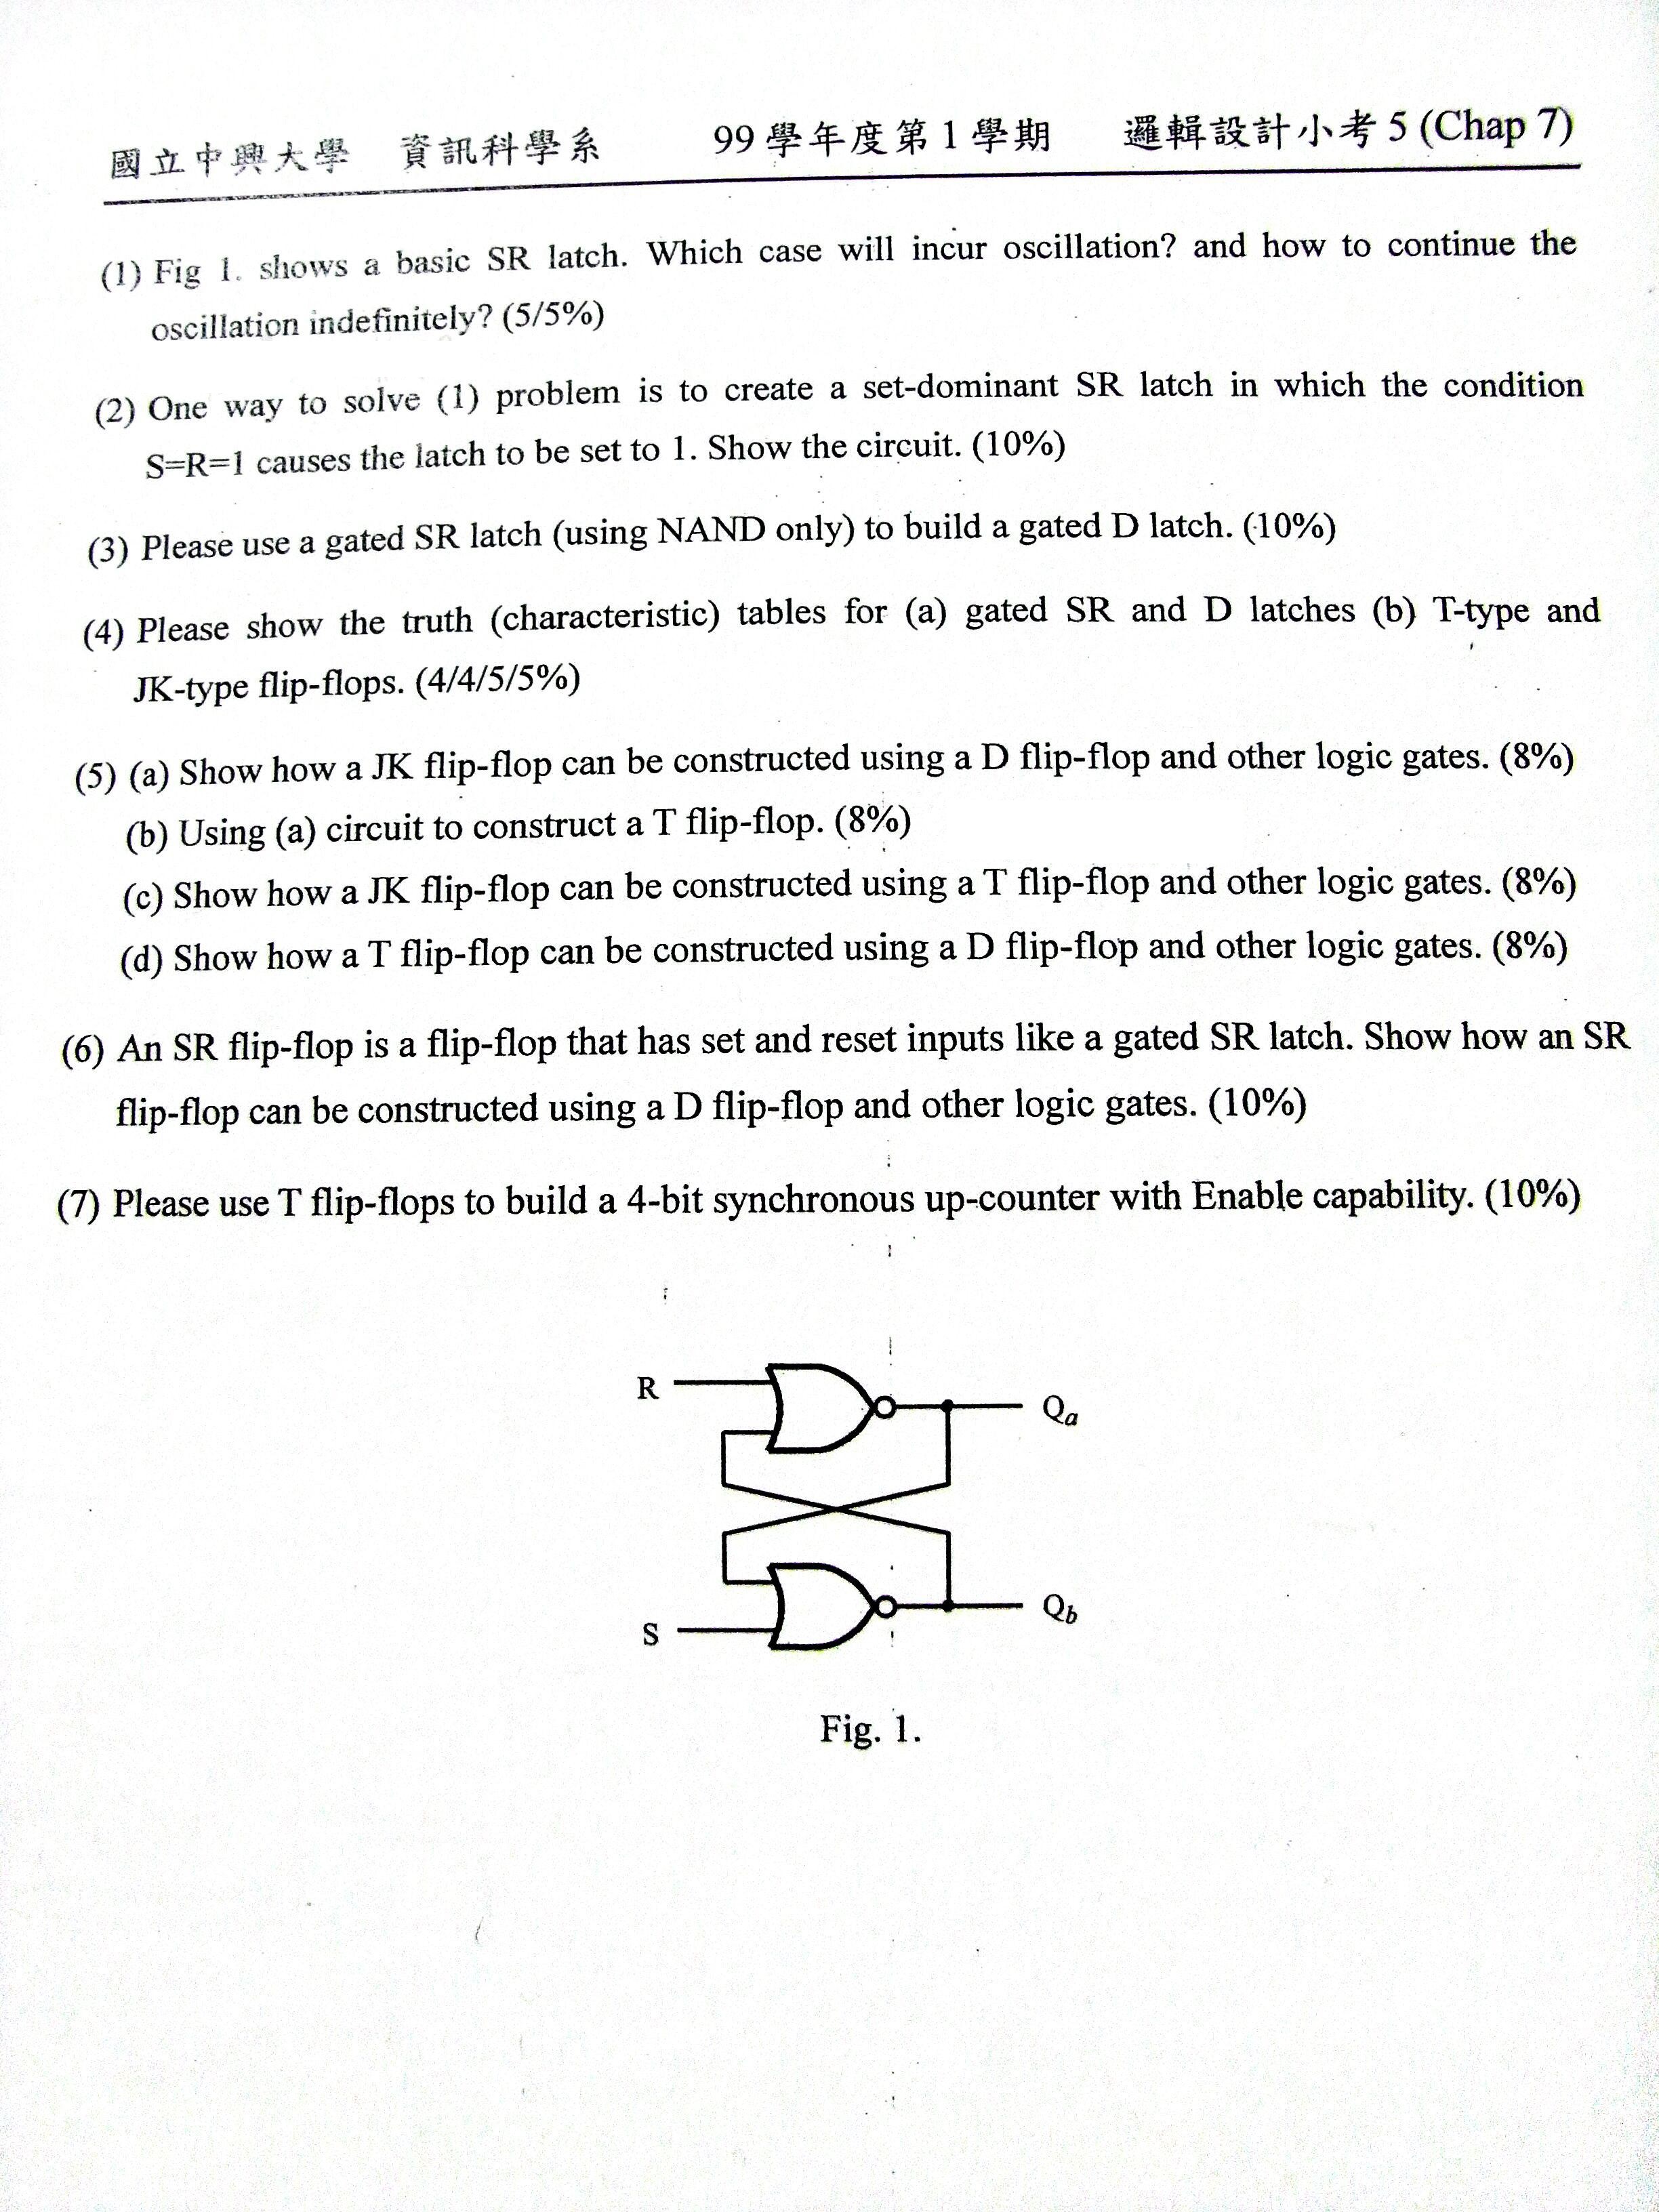 國立中興大學 資訊科學系 99 學年度第 1 學期 邏輯設計小考 5 (Chap 7)
(1) Fig 1. shows a basic SR latch. Which case will incur oscillation? and how to continue the
oscillation indefinitely? (5/5%)
(2) One way to solve (1) problem is to create a set-dominant SR latch in which the condition
S=R=1 causes the latch to be set to 1. Show the circuit. (10%)
(3) Please use a gated SR latch (using NAND only) to build a gated D latch. (10%)
(4) Please show the truth (characteristic) tables for (a) gated SR and D latches (b) T-type and
JK-type flip-flops. (4/4/5/5%)
(5) (a) Show how a JK flip-flop can be constructed using a D flip-flop and other logic gates. (8%)
(b) Using (a) circuit to construct a T flip-flop. (8%)
(c) Show how a JK flip-flop can be constructed using a T flip-flop and other logic gates. (8%)
(d) Show how a T flip-flop can be constructed using a D flip-flop and other logic gates. (8%)
(6) An SR flip-flop is a flip-flop that has set and reset inputs like a gated SR latch. Show how an SR
flip-flop can be constructed using a D flip-flop and other logic gates. (10%)
(7) Please use T flip-flops to build a 4-bit synchronous up-counter with Enable capability. (10%)
R
Qa
Qb
S
Fig. 1.